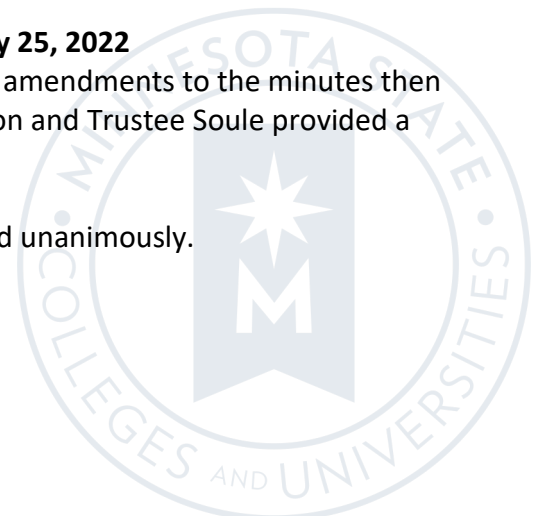 y 25, 2022
amendments to the minutes then
on and Trustee Soule provided a
d unanimously.
MINNESOTA STATE
COLLEGES AND UNIVERSITIES
M